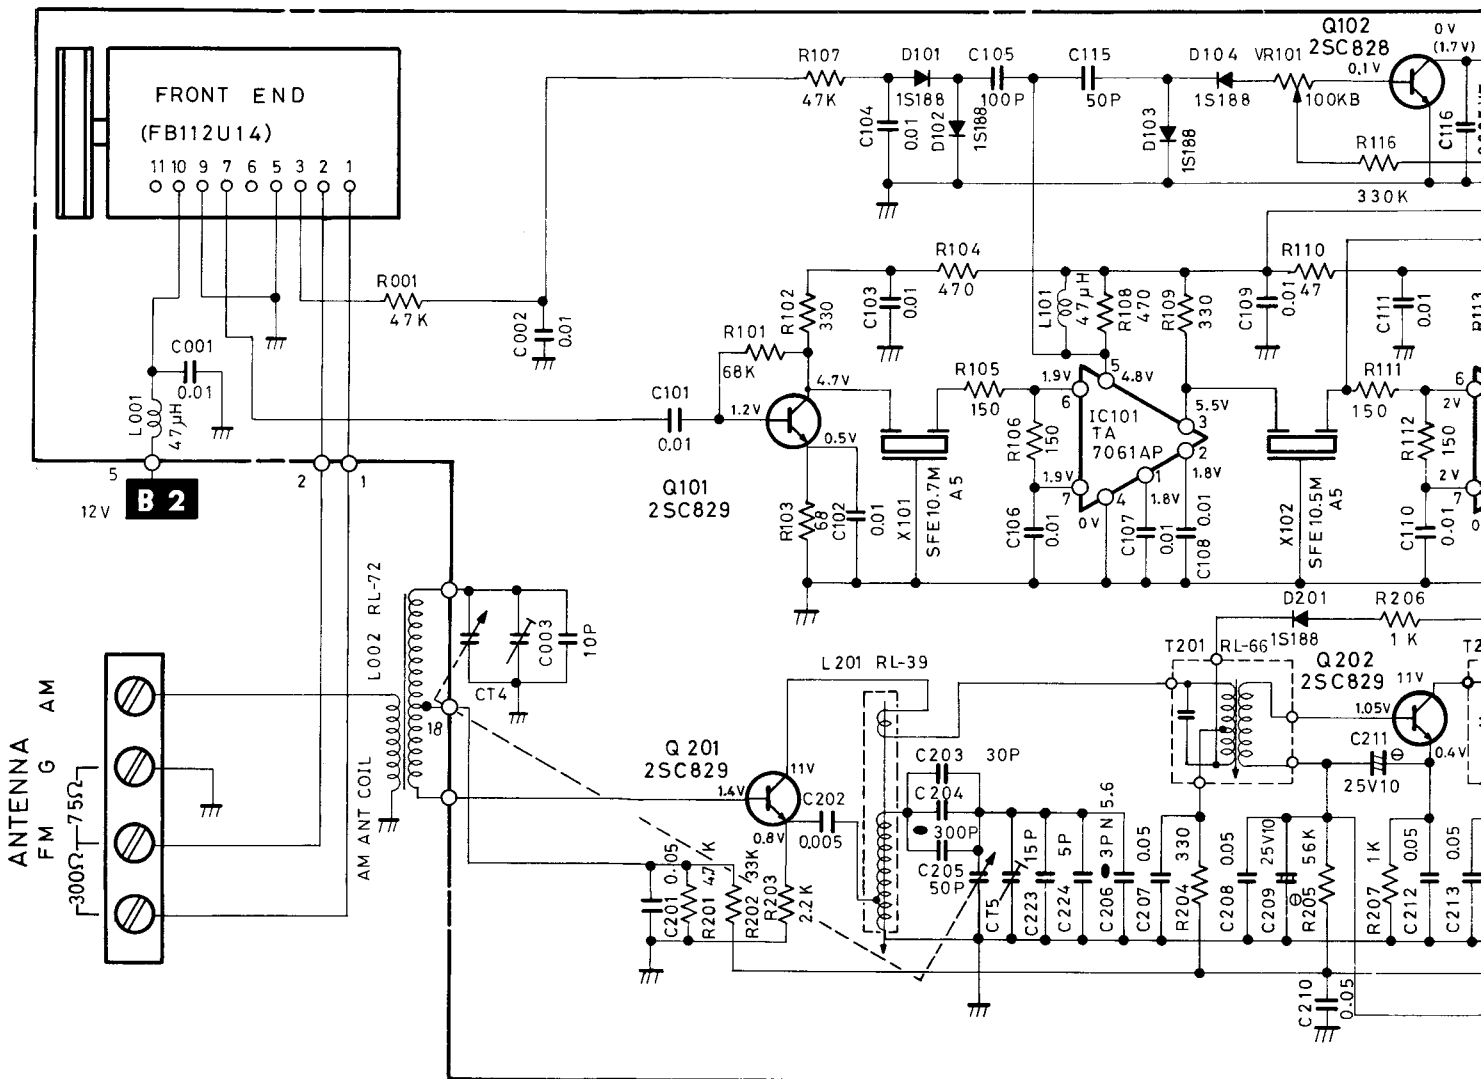 FRONT END
(FB112U14)
11 10 9 7 6 5 3 2 1
R001
47K
C002
0.01
C001
0.01
L001
47μH
5
12V
B 2
2
1
R107
47K
D101
1S188
C105
100P
C115
50P
D104
1S188
VR101
100KB
Q102
2SC828
0V
(1.7V)
0.1V
C104
0.01
D102
1S188
D103
1S188
R116
330K
C116
R104
470
R110
47
R102
330
C103
0.01
L101
47μH
R108
470
R109
330
C109
0.01
C111
0.01
R113
R101
68K
C101
0.01
1.2V
4.7V
0.5V
Q101
2SC829
R103
68
C102
0.01
X101
SFE10.7M
A5
R105
150
R106
150
C106
0.01
1.9V
6
5
4.8V
IC101
TA
7061AP
5.5V
3
2
1.8V
1
1.8V
4
0V
7
1.9V
C107
0.01
C108
0.01
X102
SFE10.5M
A5
R111
150
R112
150
C110
0.01
6
2V
2V
7
0
ANTENNA
FM G AM
300Ω
75Ω
L002 RL-72
AM ANT COIL
18
CT4
C003
10P
Q201
2SC829
1.4V
11V
0.8V
C202
0.005
C201
0.05
R201
4.7K
R202
33K
R203
2.2K
L201 RL-39
C203
30P
C204
300P
C205
50P
CT5
C223
15P
C224
5P
C206
3PN5.6
C207
0.05
R204
330
C208
0.05
C209
25V10
R205
56K
C210
0.05
R207
1K
C212
0.05
C213
0.05
D201
1S188
R206
1K
T201
RL-66
Q202
2SC829
11V
1.05V
0.4V
C211
25V10
T2